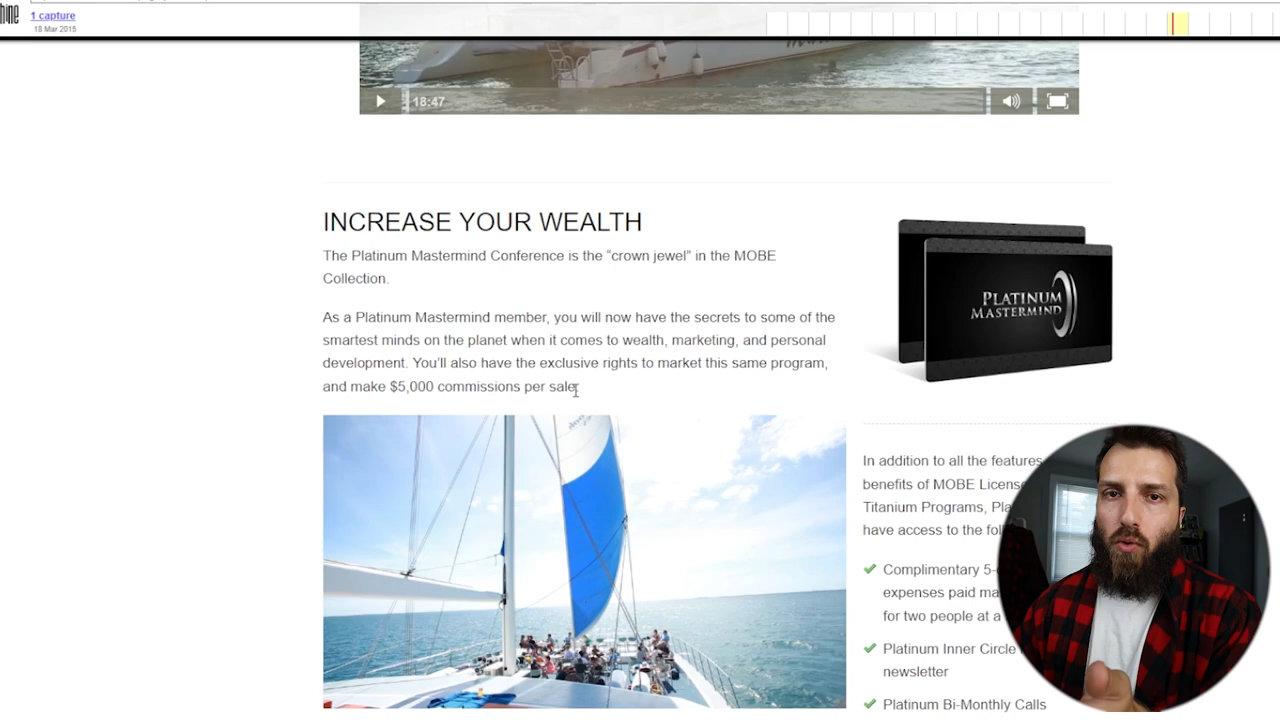 1 capture
18 Mar 2015
18:47
INCREASE YOUR WEALTH
The Platinum Mastermind Conference is the “crown jewel” in the MOBE
Collection.
As a Platinum Mastermind member, you will now have the secrets to some of the
smartest minds on the planet when it comes to wealth, marketing, and personal
development. You’ll also have the exclusive rights to market this same program,
and make $5,000 commissions per sale
PLATINUM
MASTERMIND
In addition to all the features
benefits of MOBE License
Titanium Programs,
have access to the
Complimentary
expenses paid
for two people at a
Platinum Inner Circle
newsletter
Platinum Bi-Monthly Calls